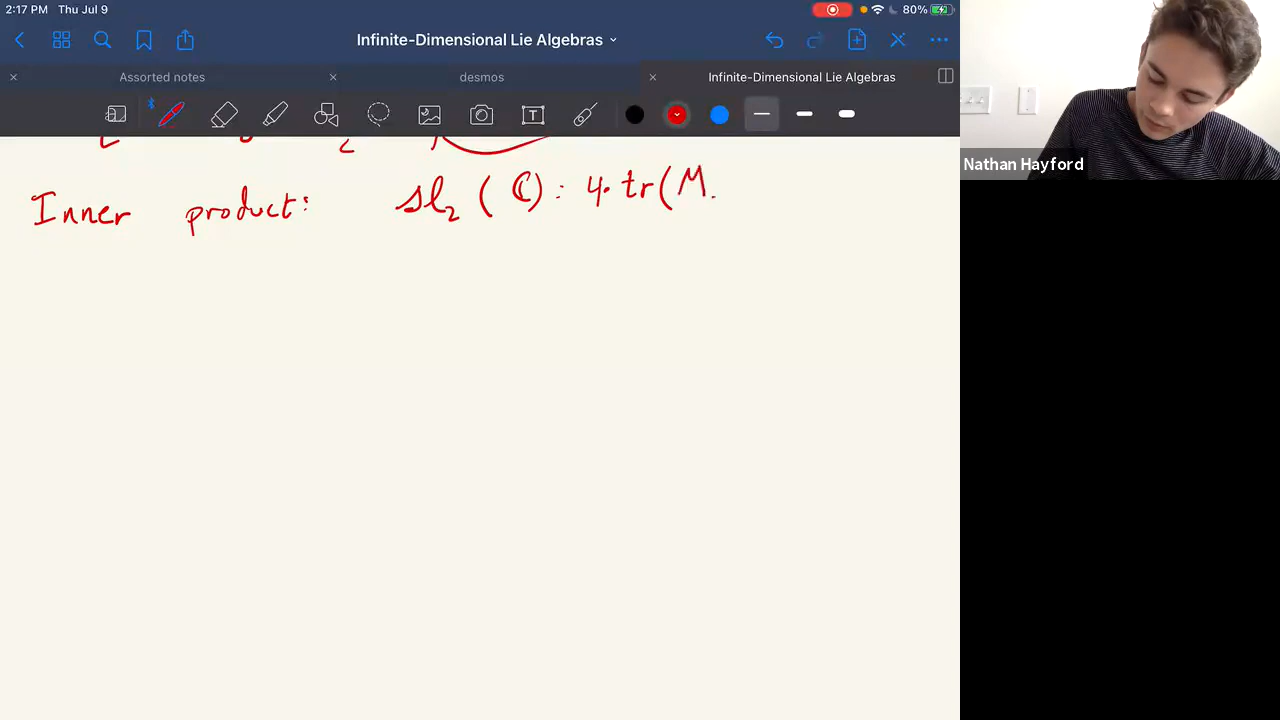 2:17 PM Thu Jul 9
80%
Infinite-Dimensional Lie Algebras
Assorted notes
desmos
Infinite-Dimensional Lie Algebras
Inner product: sl₂ (ℂ): 4· tr(M.
Nathan Hayford